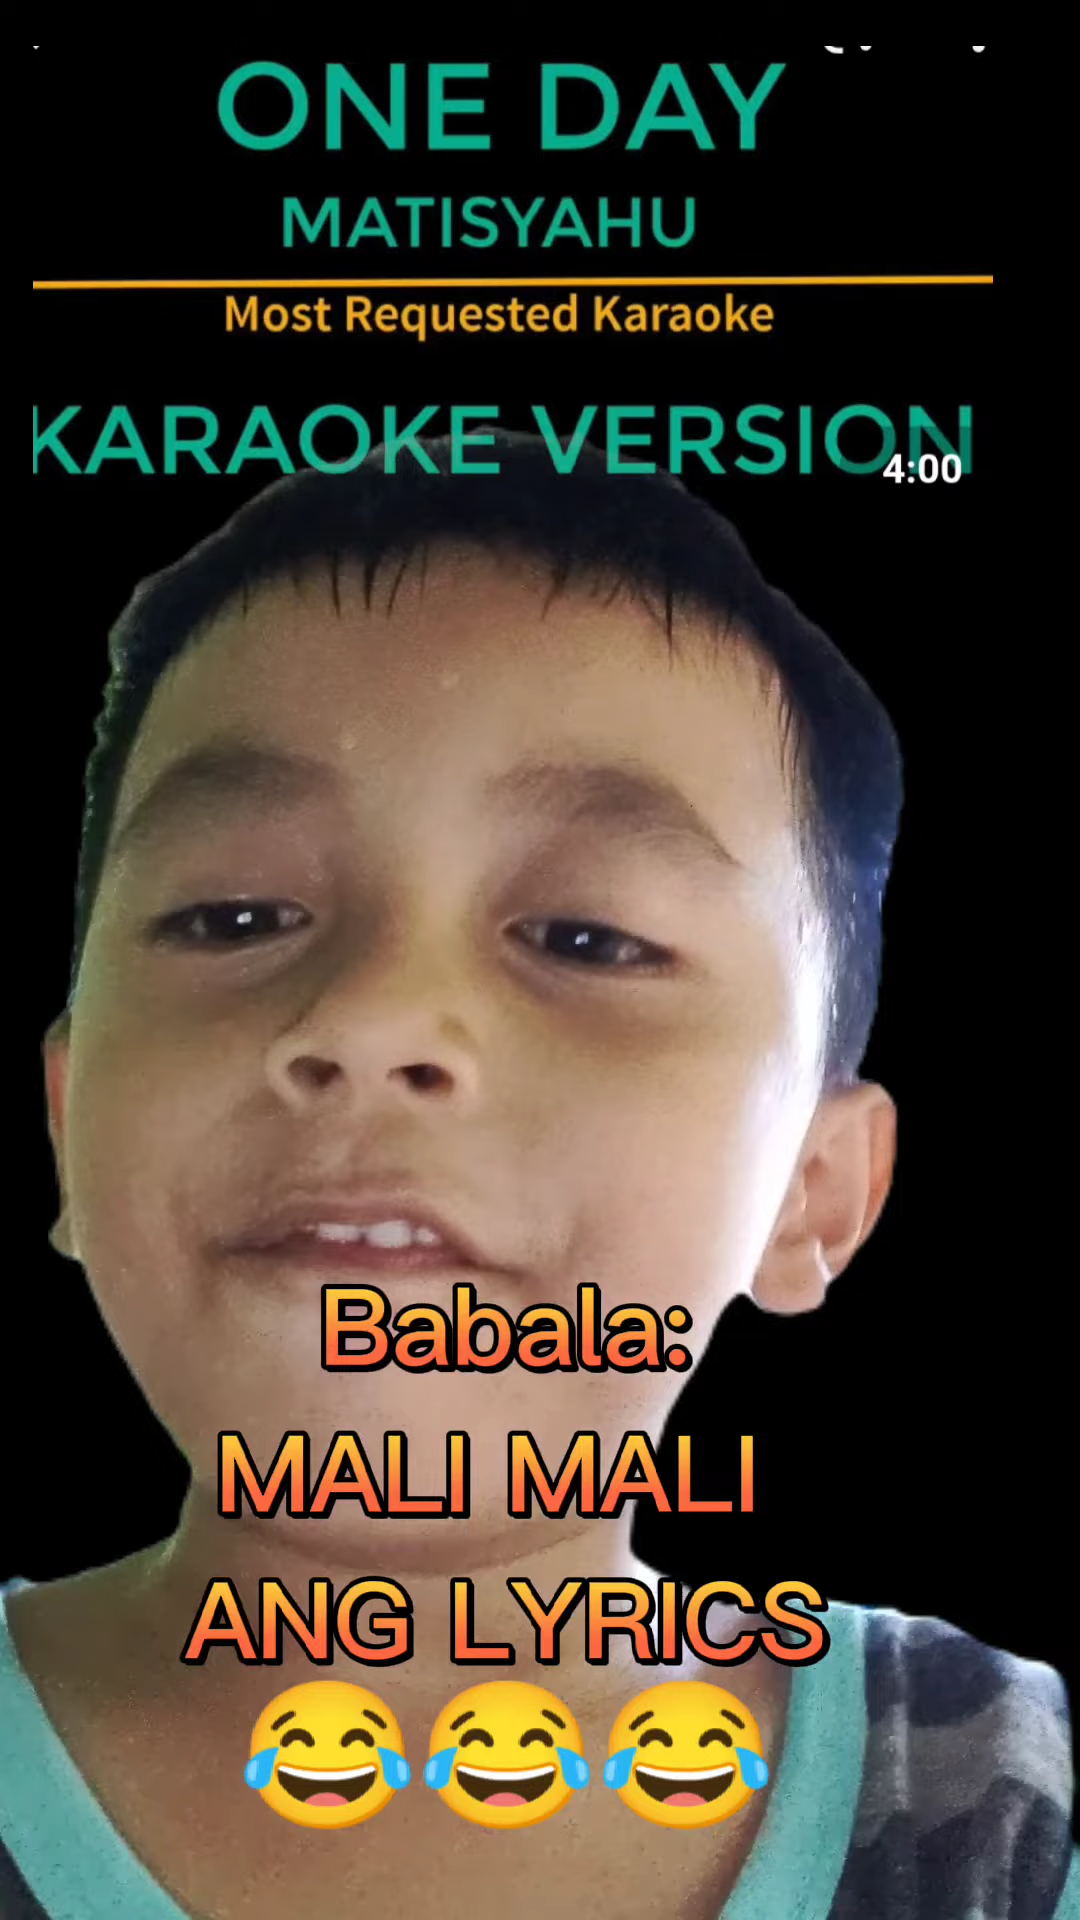 ONE DAY
MATISYAHU
Most Requested Karaoke
KARAOKE VERSION
4:00
Babala:
MALI MALI
ANG LYRICS
😂😂😂